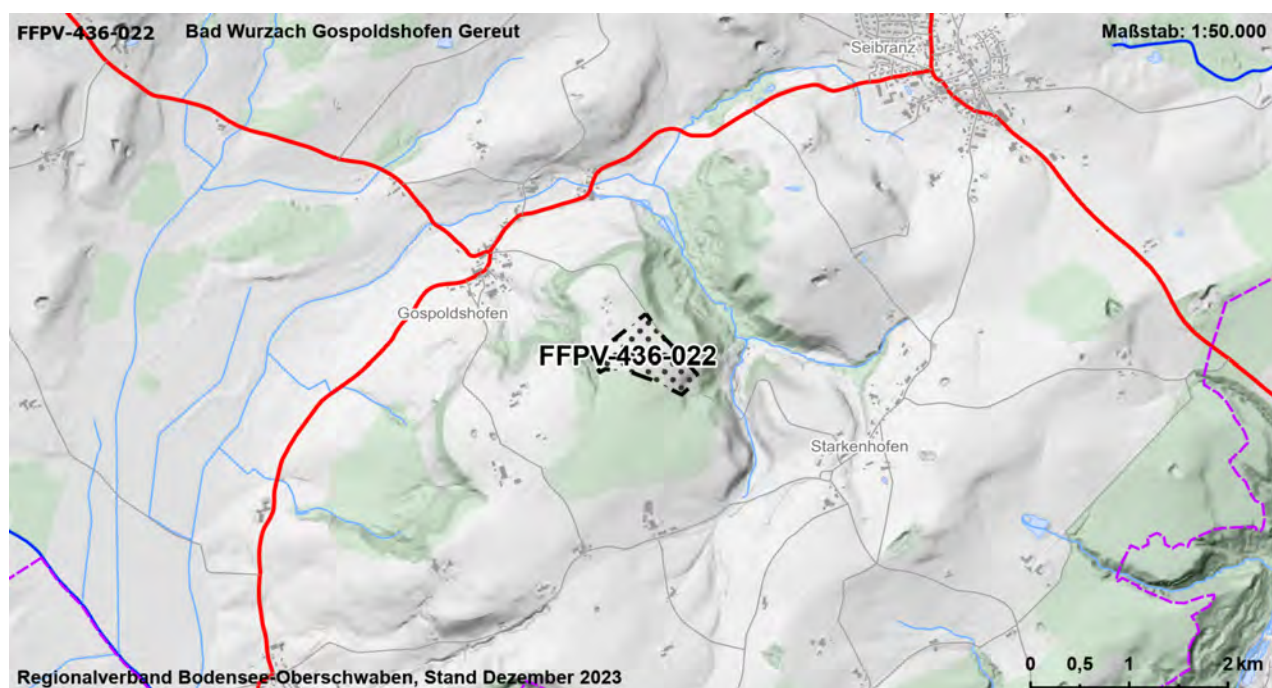 FFPV-436-022 Bad Wurzach Gospoldshofen Gereut Maßstab: 1:50.000
Seibranz
Gospoldshofen
FFPV-436-022
Starkenhofen
Regionalverband Bodensee-Oberschwaben, Stand Dezember 2023
0 0,5 1 2 km